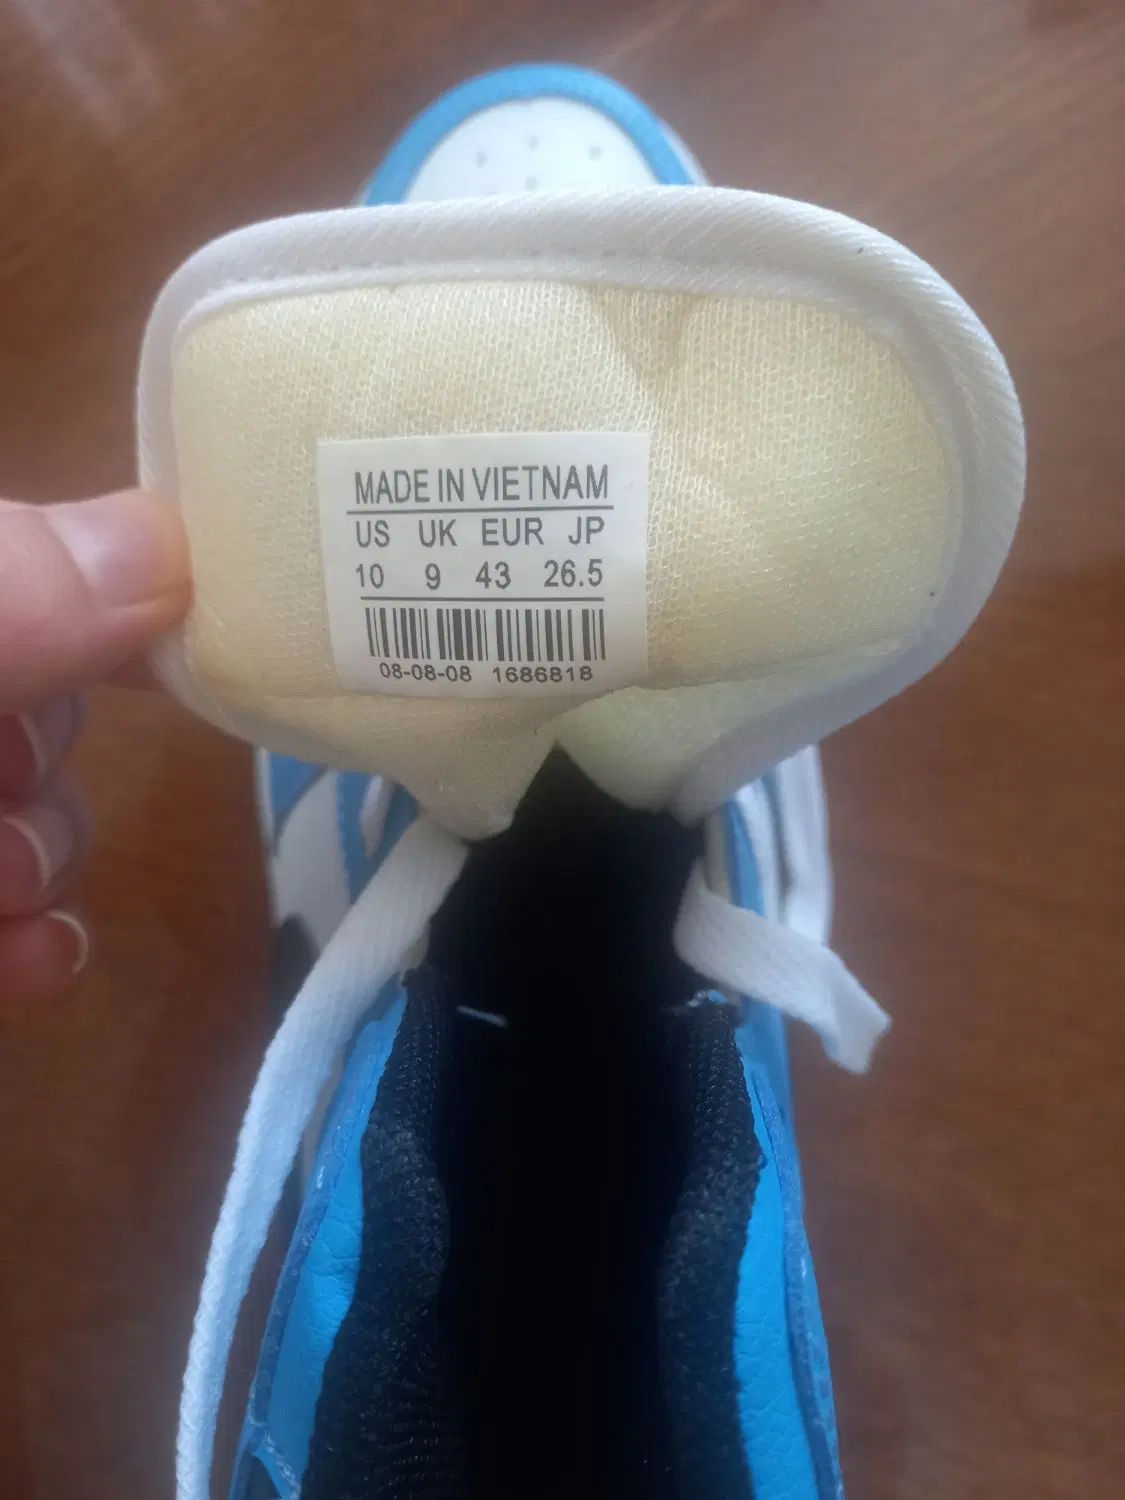 MADE IN VIETNAM
US UK EUR JP
10 9 43 26.5
08-08-08 1686818